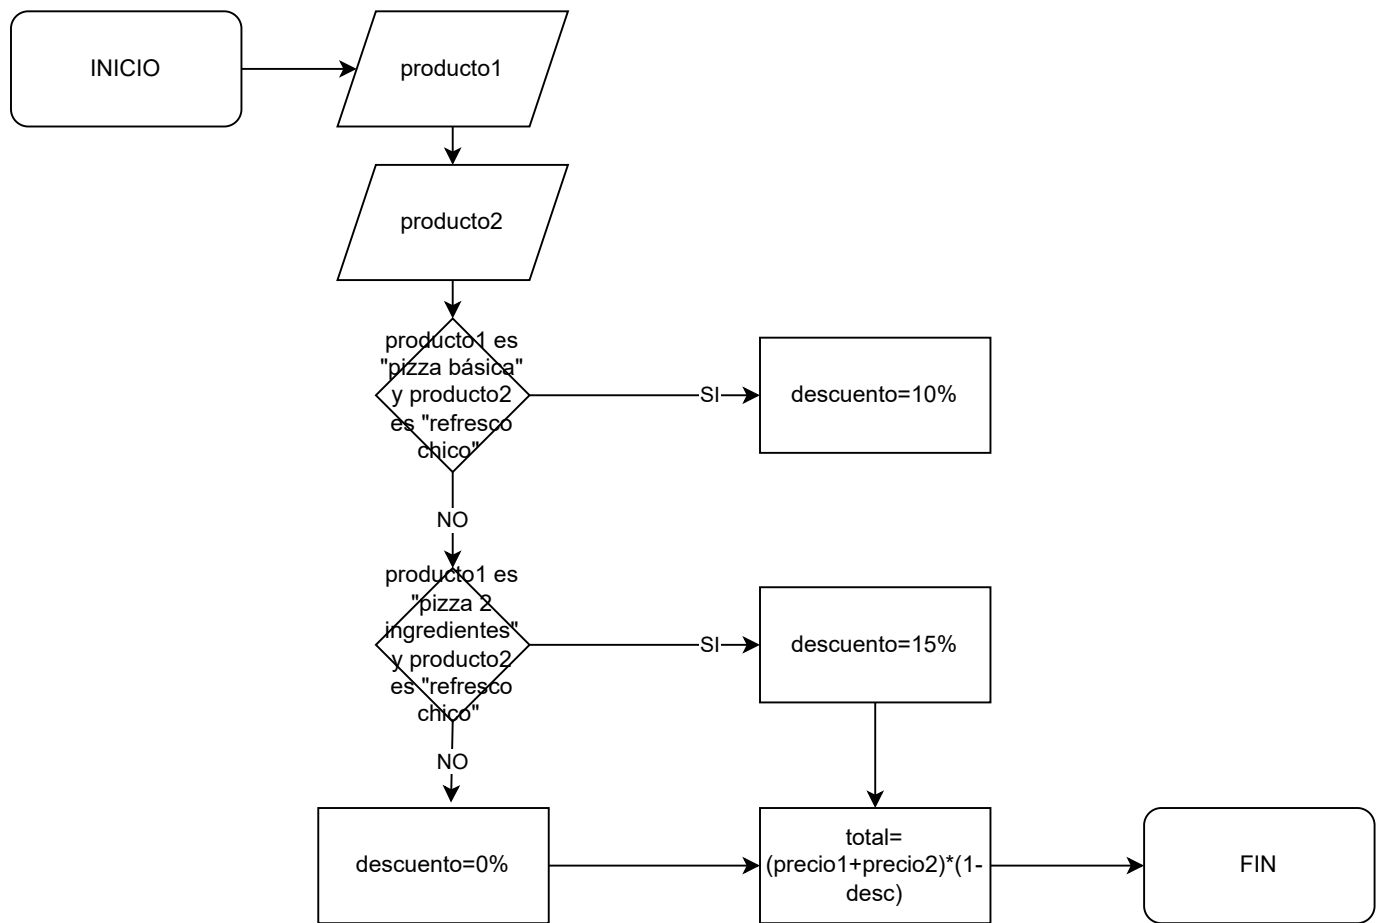 INICIO
producto1
producto2
producto1 es
"pizza básica"
y producto2
es "refresco
chico"
SI
descuento=10%
NO
producto1 es
"pizza 2
ingredientes"
y producto2
es "refresco
chico"
SI
descuento=15%
NO
descuento=0%
total=
(precio1+precio2)*(1-
desc)
FIN